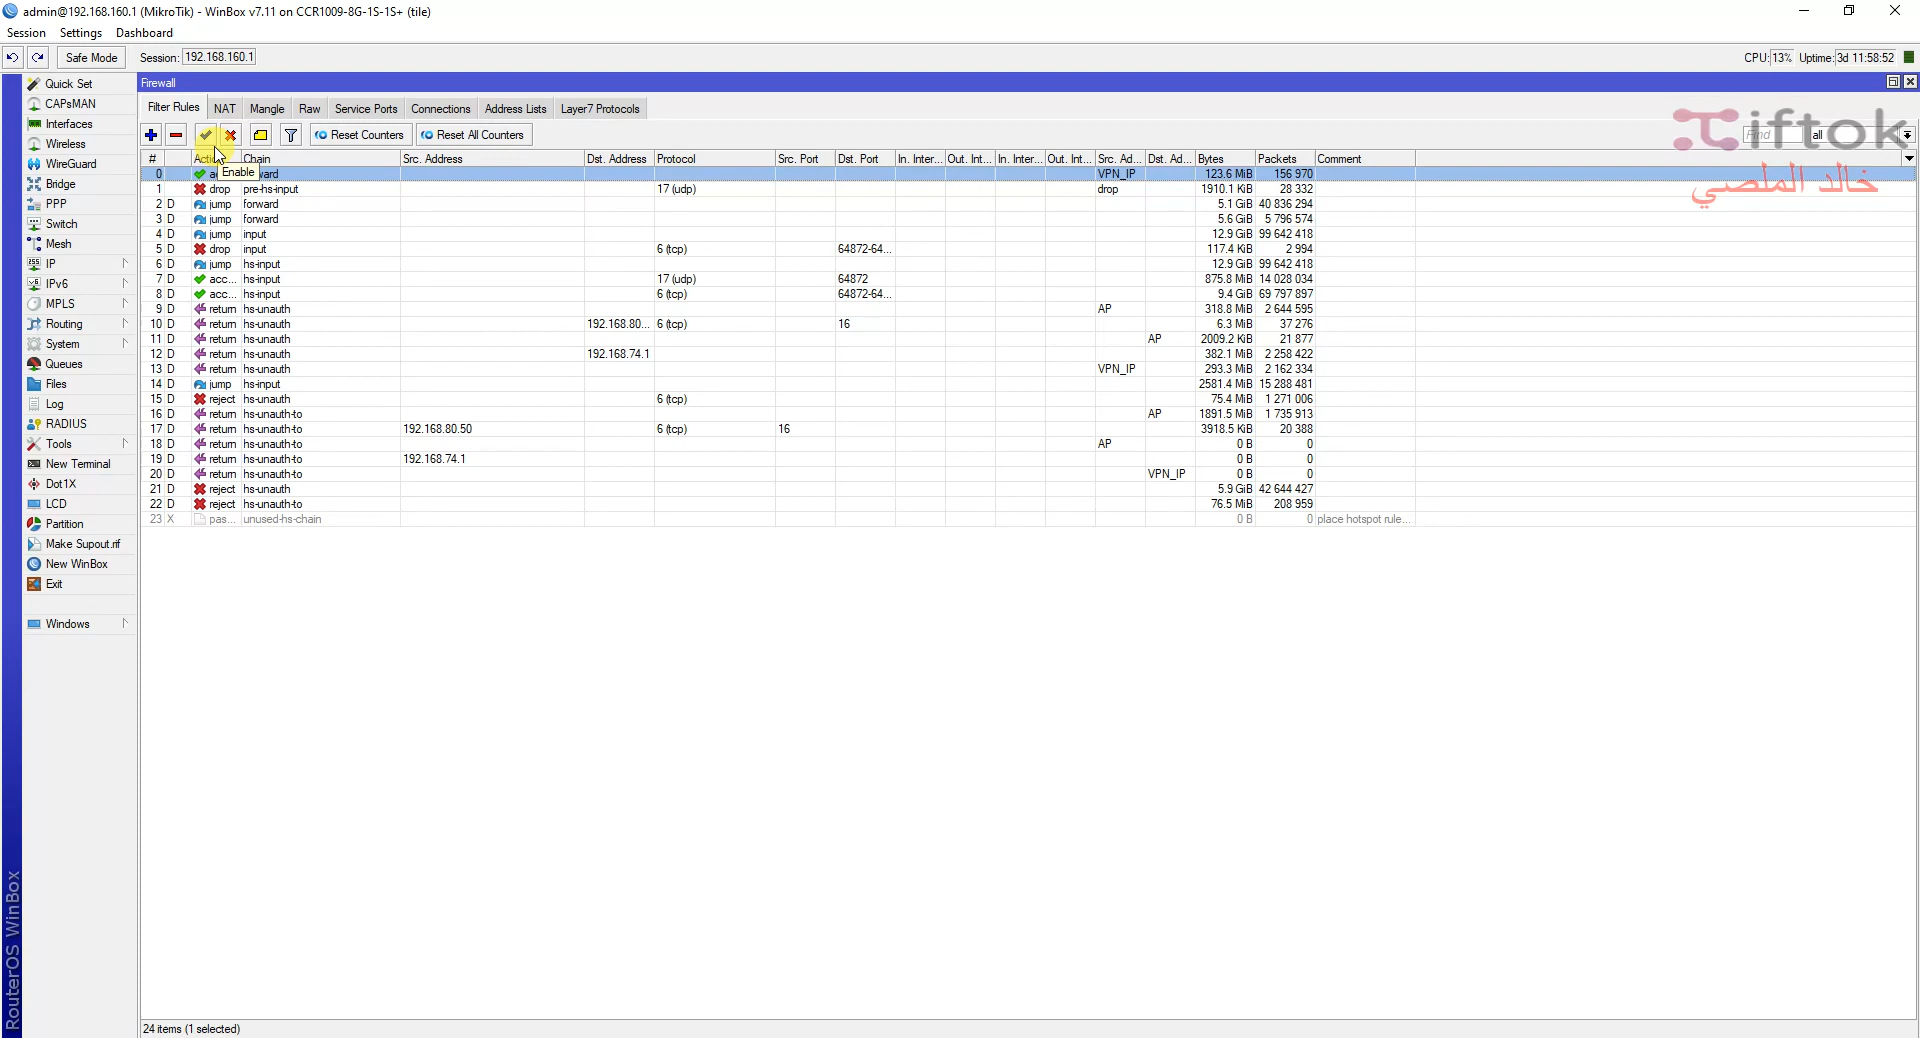 admin@192.168.160.1 (MikroTik) - WinBox v7.11 on CCR1009-8G-1S-1S+ (tile)
Session Settings Dashboard
Safe Mode Session: 192.168.160.1 CPU: 13% Uptime: 3d 11:58:52
Quick Set
CAPsMAN
Interfaces
Wireless
WireGuard
Bridge
PPP
Switch
Mesh
IP
IPv6
MPLS
Routing
System
Queues
Files
Log
RADIUS
Tools
New Terminal
Dot1X
LCD
Partition
Make Supout.rif
New WinBox
Exit
Windows
RouterOS WinBox
Firewall
Filter Rules NAT Mangle Raw Service Ports Connections Address Lists Layer7 Protocols
Reset Counters Reset All Counters Find all
iftok
خالد الملصي
Enable
# Chain Src. Address Dst. Address Protocol Src. Port Dst. Port In. Inter... Out. Int... In. Inter... Out. Int... Src. Ad... Dst. Ad... Bytes Packets Comment
0 VPN_IP 123.6 MiB 156 970
1 drop pre-hs-input 17 (udp) drop 1910.1 KiB 28 332
2 D jump forward 5.1 GiB 40 836 294
3 D jump forward 5.6 GiB 5 796 574
4 D jump input 12.9 GiB 99 642 418
5 D drop input 6 (tcp) 64872-64... 117.4 KiB 2 994
6 D jump hs-input 12.9 GiB 99 642 418
7 D acc... hs-input 17 (udp) 64872 875.8 MiB 14 028 034
8 D acc... hs-input 6 (tcp) 64872-64... 9.4 GiB 69 797 897
9 D return hs-unauth AP 318.8 MiB 2 644 595
10 D return hs-unauth 192.168.80... 6 (tcp) 16 6.3 MiB 37 276
11 D return hs-unauth AP 2009.2 KiB 21 877
12 D return hs-unauth 192.168.74.1 382.1 MiB 2 258 422
13 D return hs-unauth VPN_IP 293.3 MiB 2 162 334
14 D jump hs-input 2581.4 MiB 15 288 481
15 D reject hs-unauth 6 (tcp) 75.4 MiB 1 271 006
16 D return hs-unauth-to AP 1891.5 MiB 1 735 913
17 D return hs-unauth-to 192.168.80.50 6 (tcp) 16 3918.5 KiB 20 388
18 D return hs-unauth-to AP 0 B 0
19 D return hs-unauth-to 192.168.74.1 0 B 0
20 D return hs-unauth-to VPN_IP 0 B 0
21 D reject hs-unauth 5.9 GiB 42 644 427
22 D reject hs-unauth-to 76.5 MiB 208 959
23 X pas... unused-hs-chain 0 B 0 place hotspot rule...
24 items (1 selected)